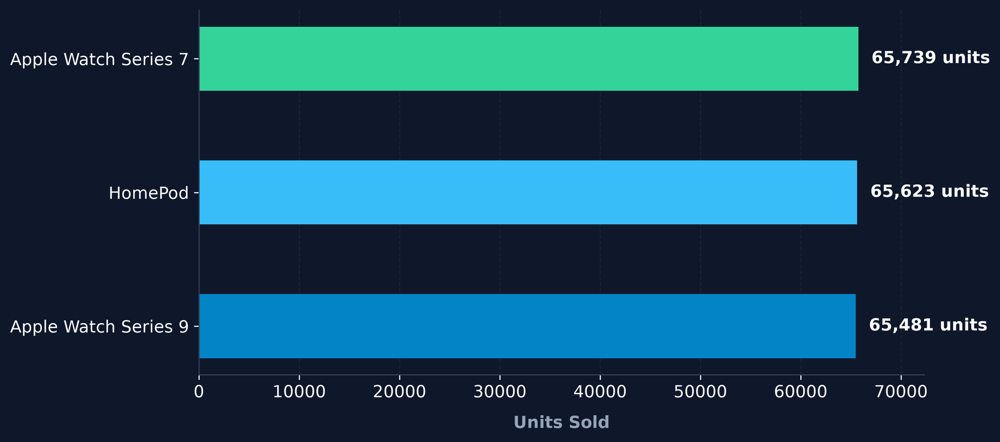 Apple Watch Series 7
65,739 units
HomePod
65,623 units
Apple Watch Series 9
65,481 units
0 10000 20000 30000 40000 50000 60000 70000
Units Sold